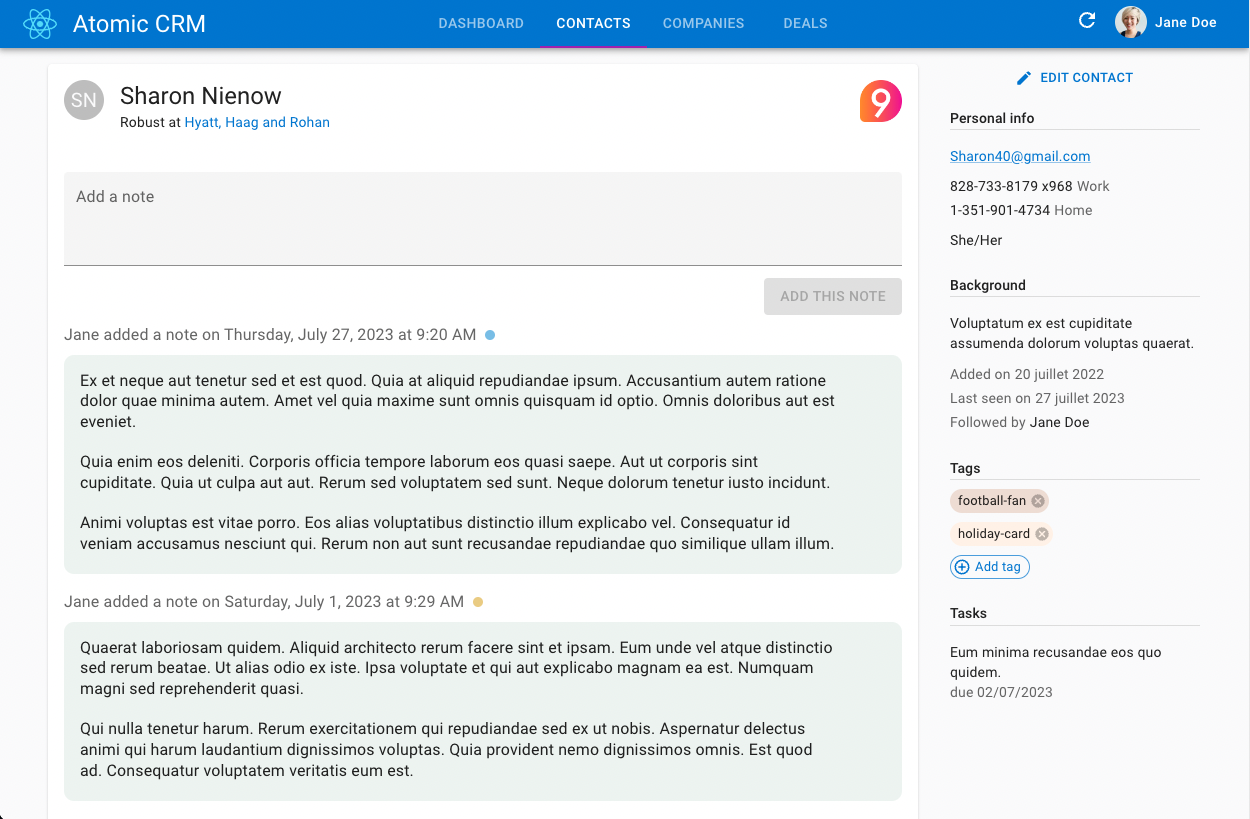 Atomic CRM
DASHBOARD
CONTACTS
COMPANIES
DEALS
Jane Doe
SN
Sharon Nienow
Robust at Hyatt, Haag and Rohan
9
Add a note
ADD THIS NOTE
Jane added a note on Thursday, July 27, 2023 at 9:20 AM
Ex et neque aut tenetur sed et est quod. Quia at aliquid repudiandae ipsum. Accusantium autem ratione
dolor quae minima autem. Amet vel quia maxime sunt omnis quisquam id optio. Omnis doloribus aut est
eveniet.
Quia enim eos deleniti. Corporis officia tempore laborum eos quasi saepe. Aut ut corporis sint
cupiditate. Quia ut culpa aut aut. Rerum sed voluptatem sed sunt. Neque dolorum tenetur iusto incidunt.
Animi voluptas est vitae porro. Eos alias voluptatibus distinctio illum explicabo vel. Consequatur id
veniam accusamus nesciunt qui. Rerum non aut sunt recusandae repudiandae quo similique ullam illum.
Jane added a note on Saturday, July 1, 2023 at 9:29 AM
Quaerat laboriosam quidem. Aliquid architecto rerum facere sint et ipsam. Eum unde vel atque distinctio
sed rerum beatae. Ut alias odio ex iste. Ipsa voluptate et qui aut explicabo magnam ea est. Numquam
magni sed reprehenderit quasi.
Qui nulla tenetur harum. Rerum exercitationem qui repudiandae sed ex ut nobis. Aspernatur delectus
animi qui harum laudantium dignissimos voluptas. Quia provident nemo dignissimos omnis. Est quod
ad. Consequatur voluptatem veritatis eum est.
EDIT CONTACT
Personal info
Sharon40@gmail.com
828-733-8179 x968 Work
1-351-901-4734 Home
She/Her
Background
Voluptatum ex est cupiditate
assumenda dolorum voluptas quaerat.
Added on 20 juillet 2022
Last seen on 27 juillet 2023
Followed by Jane Doe
Tags
football-fan
holiday-card
Add tag
Tasks
Eum minima recusandae eos quo
quidem.
due 02/07/2023